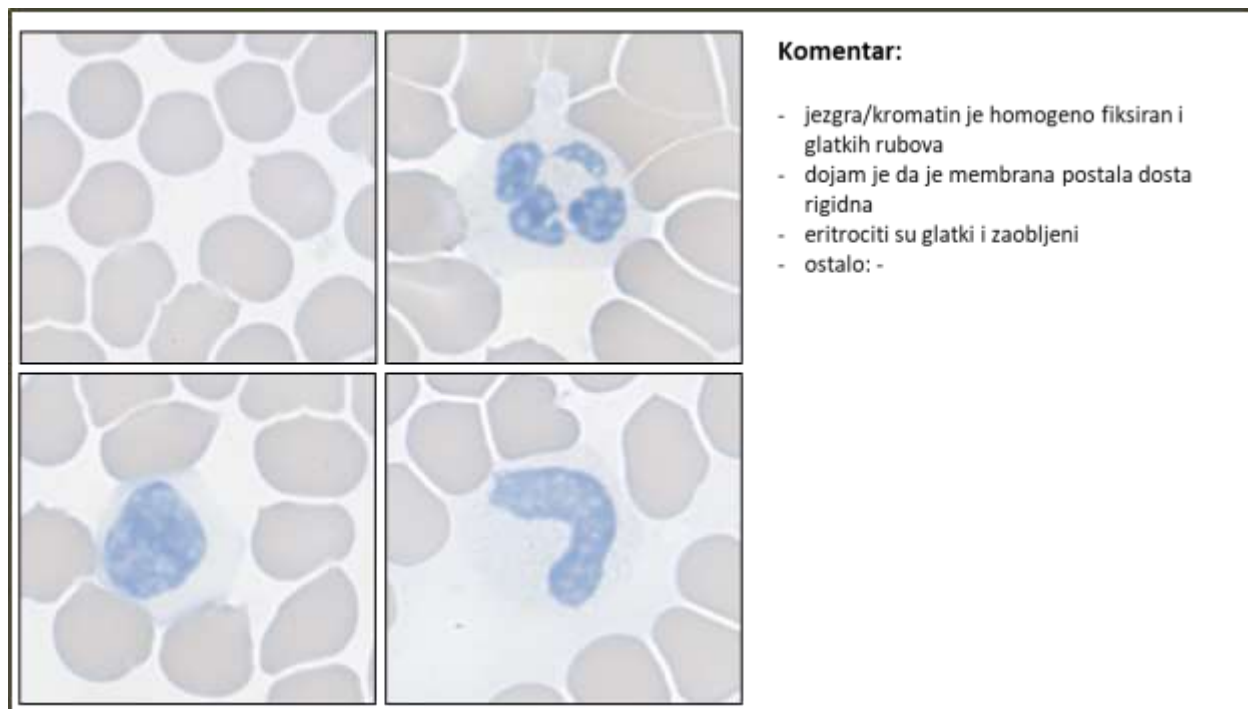 Komentar:
- jezgra/kromatin je homogeno fiksiran i
glatkih rubova
- dojam je da je membrana postala dosta
rigidna
- eritrociti su glatki i zaobljeni
- ostalo: -